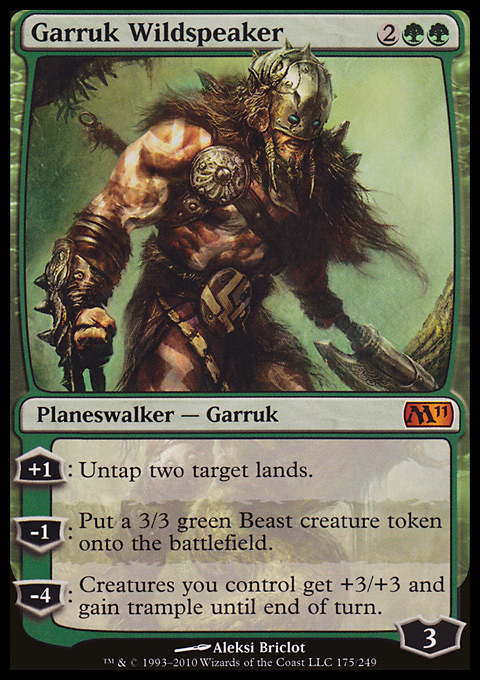 Garruk Wildspeaker 2
Planeswalker — Garruk M11
+1 : Untap two target lands.
-1 : Put a 3/3 green Beast creature token
onto the battlefield.
-4 : Creatures you control get +3/+3 and
gain trample until end of turn.
3
Aleksi Briclot
™ & © 1993–2010 Wizards of the Coast LLC 175/249